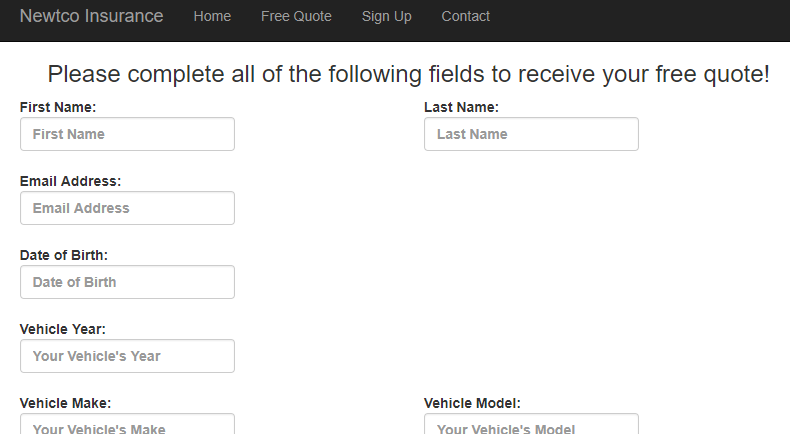 Newtco Insurance Home Free Quote Sign Up Contact
Please complete all of the following fields to receive your free quote!
First Name: Last Name:
First Name Last Name
Email Address:
Email Address
Date of Birth:
Date of Birth
Vehicle Year:
Your Vehicle's Year
Vehicle Make: Vehicle Model:
Your Vehicle's Make Your Vehicle's Model